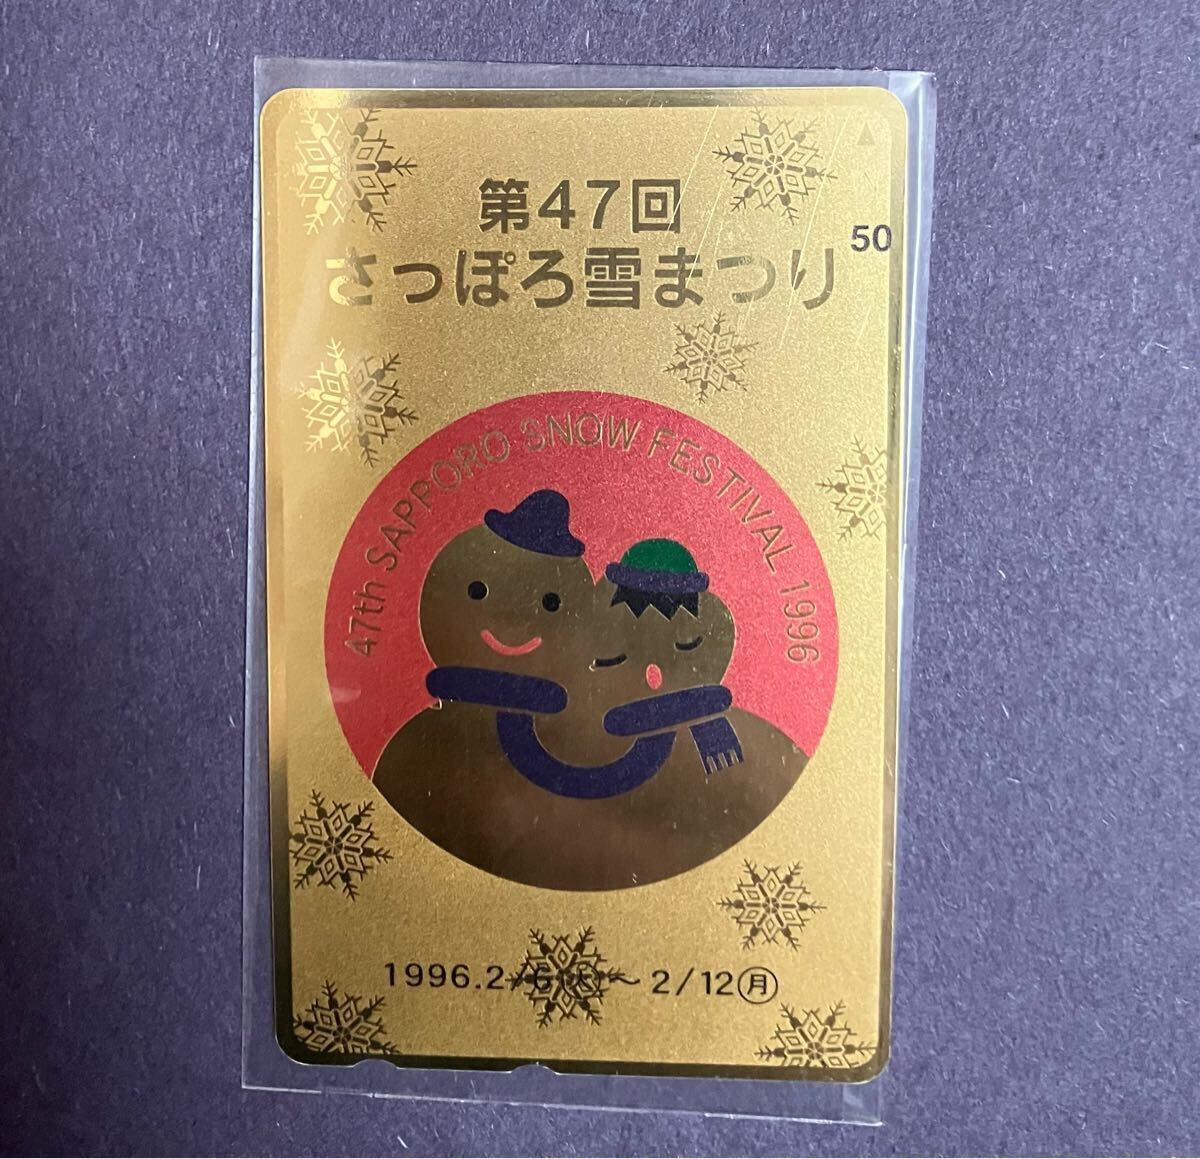 第47回
さっぽろ雪まつり
50
47th SAPPORO SNOW FESTIVAL 1996
1996.2/6㊋〜2/12㊊